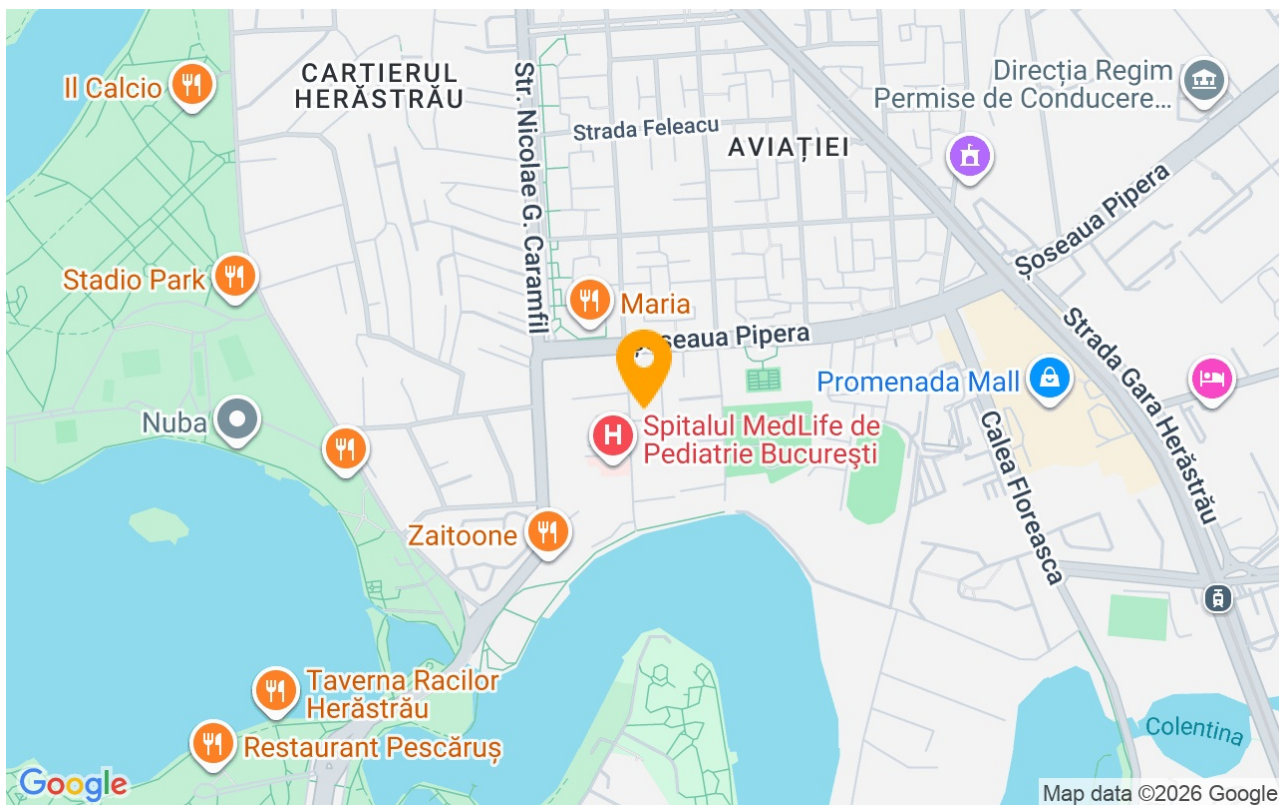 Il Calcio
CARTIERUL
HERĂSTRĂU
Str. Nicolae G. Caramfil
Strada Feleacu
AVIAȚIEI
Direcția Regim
Permise de Conducere...
Șoseaua Pipera
Stadio Park
Maria
seaua Pipera
Strada Gara Herăstrău
Promenada Mall
Nuba
H
Spitalul MedLife de
Pediatrie Bucureşti
Calea Floreasca
Zaitoone
Taverna Racilor
Herăstrău
Restaurant Pescăruș
Colentina
Google
Map data ©2026 Google